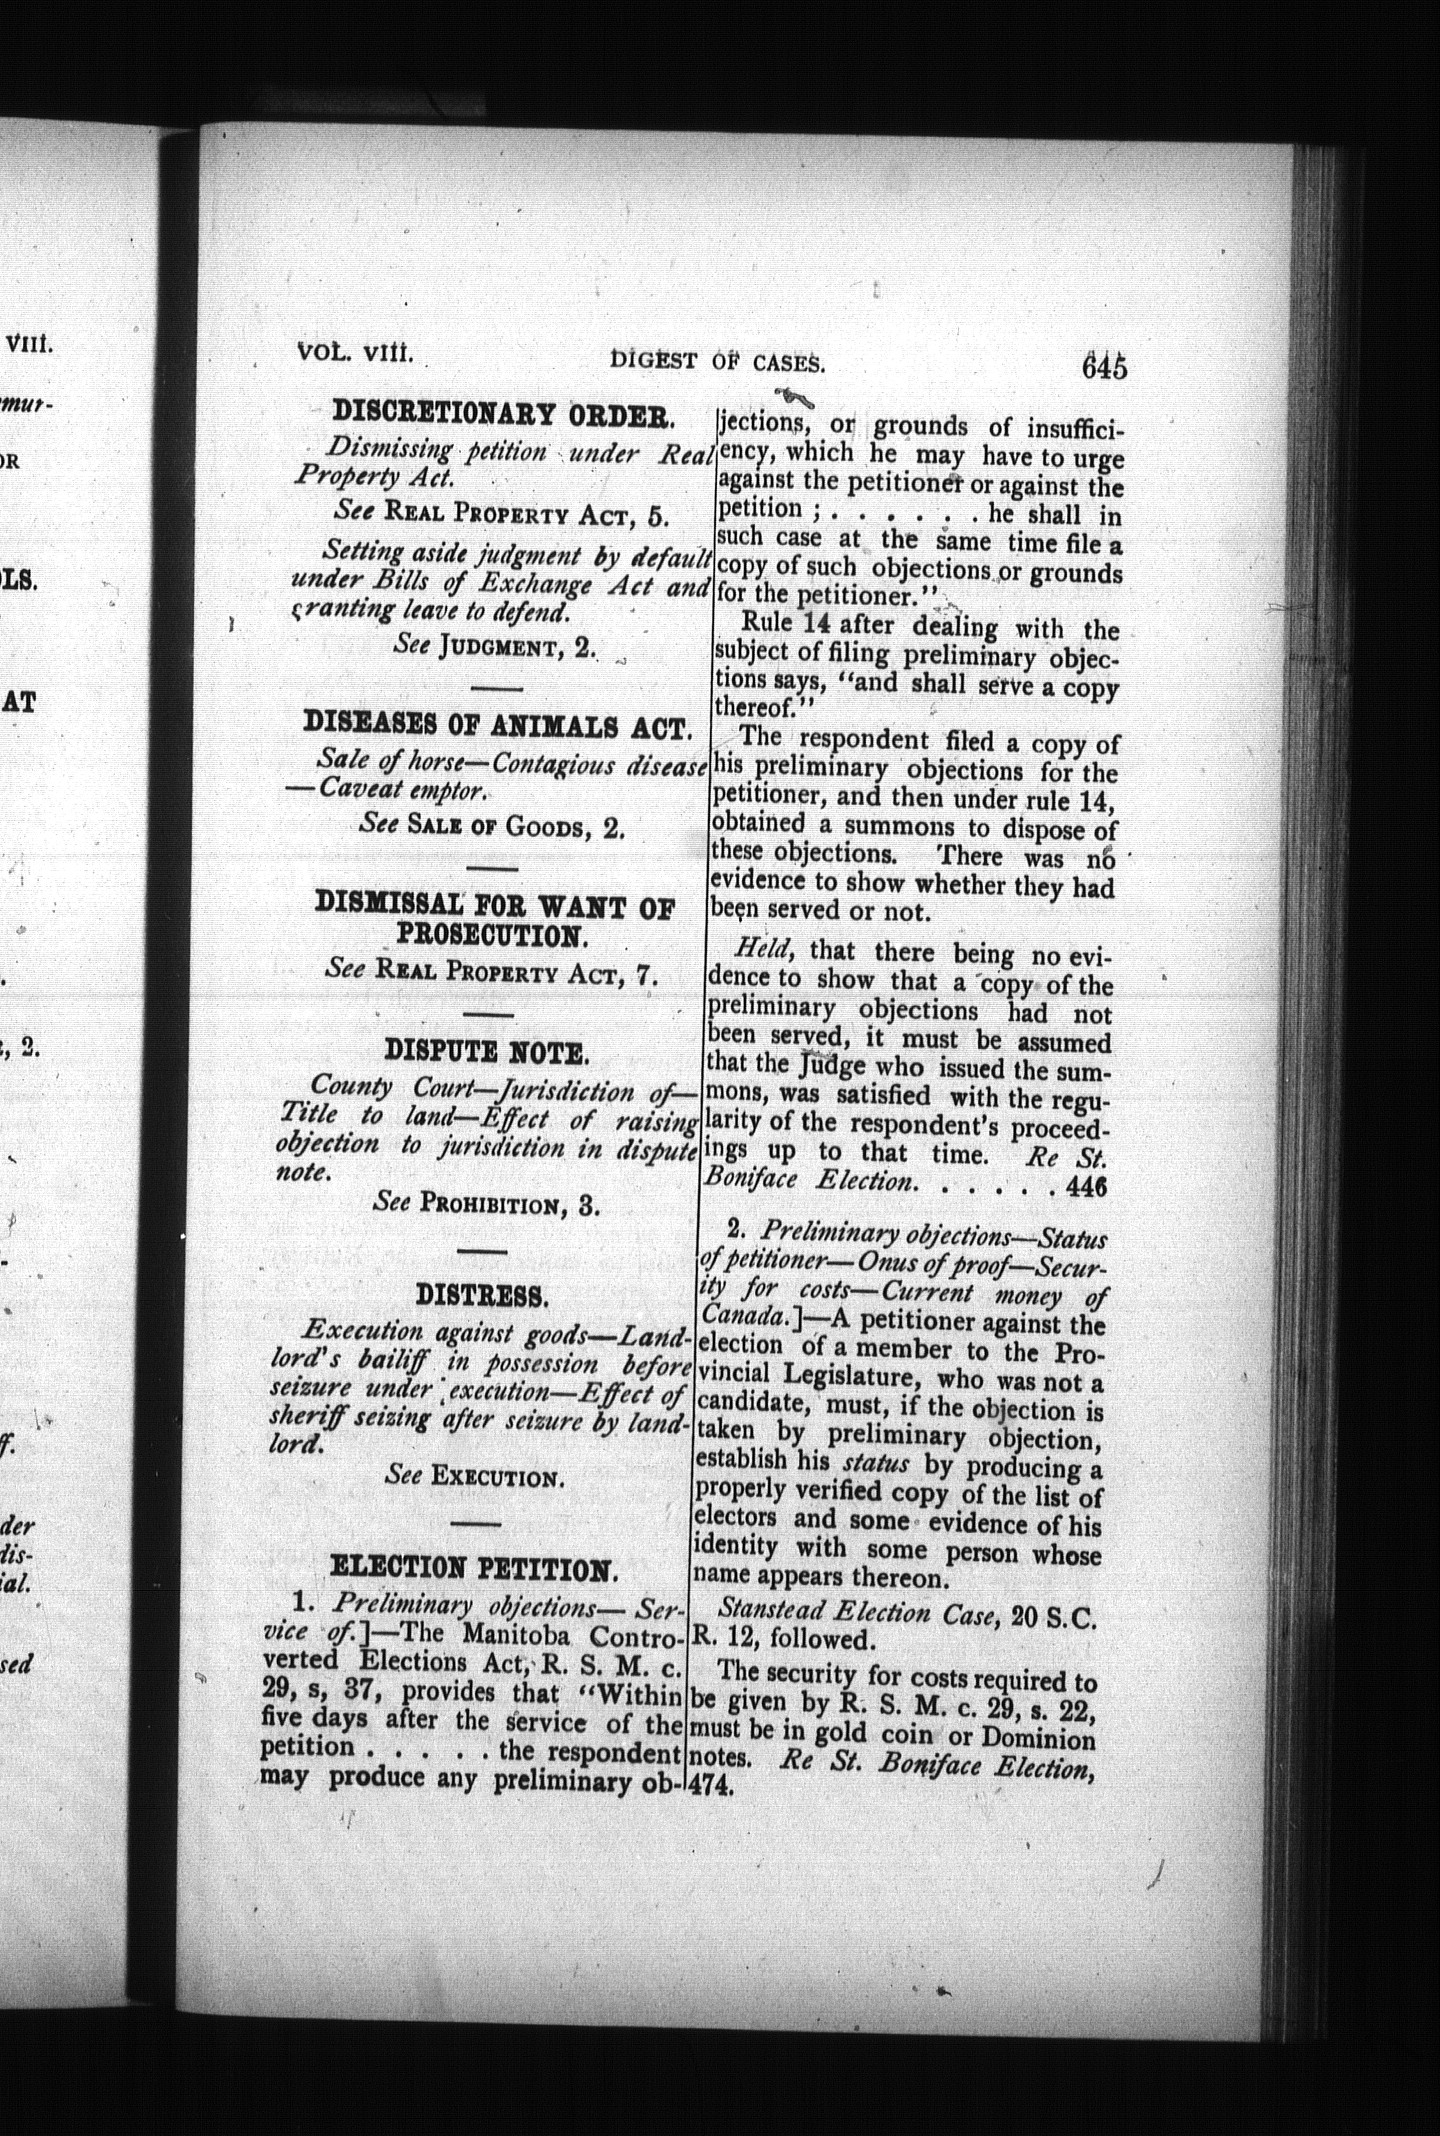 VIII.
mur-
OR
OLS.
AT
2.
ff.
der
dis-
ial.
sed
VOL. VIII.
DIGEST OF CASES.
645
DISCRETIONARY ORDER.
Dismissing petition under Real
Property Act.
See REAL PROPERTY ACT, 5.
Setting aside judgment by default
under Bills of Exchange Act and
granting leave to defend.
See JUDGMENT, 2.
DISEASES OF ANIMALS ACT.
Sale of horse—Contagious disease
—Caveat emptor.
See SALE OF GOODS, 2.
DISMISSAL FOR WANT OF
PROSECUTION.
See REAL PROPERTY ACT, 7.
DISPUTE NOTE.
County Court—Jurisdiction of—
Title to land—Effect of raising
objection to jurisdiction in dispute
note.
See PROHIBITION, 3.
DISTRESS.
Execution against goods—Land-
lord's bailiff in possession before
seizure under execution—Effect of
sheriff seizing after seizure by land-
lord.
See EXECUTION.
ELECTION PETITION.
1. Preliminary objections— Ser-
vice of.]—The Manitoba Contro-
verted Elections Act, R. S. M. c.
29, s, 37, provides that "Within
five days after the service of the
petition . . . . . the respondent
may produce any preliminary ob-
jections, or grounds of insuffici-
ency, which he may have to urge
against the petitioner or against the
petition ; . . . . . . he shall in
such case at the same time file a
copy of such objections or grounds
for the petitioner."
Rule 14 after dealing with the
subject of filing preliminary objec-
tions says, "and shall serve a copy
thereof."
The respondent filed a copy of
his preliminary objections for the
petitioner, and then under rule 14,
obtained a summons to dispose of
these objections. There was no
evidence to show whether they had
been served or not.
Held, that there being no evi-
dence to show that a copy of the
preliminary objections had not
been served, it must be assumed
that the Judge who issued the sum-
mons, was satisfied with the regu-
larity of the respondent's proceed-
ings up to that time. Re St.
Boniface Election. . . . . . 446
2. Preliminary objections—Status
of petitioner—Onus of proof—Secur-
ity for costs—Current money of
Canada.]—A petitioner against the
election of a member to the Pro-
vincial Legislature, who was not a
candidate, must, if the objection is
taken by preliminary objection,
establish his status by producing a
properly verified copy of the list of
electors and some evidence of his
identity with some person whose
name appears thereon.
Stanstead Election Case, 20 S.C.
R. 12, followed.
The security for costs required to
be given by R. S. M. c. 29, s. 22,
must be in gold coin or Dominion
notes. Re St. Boniface Election,
474.